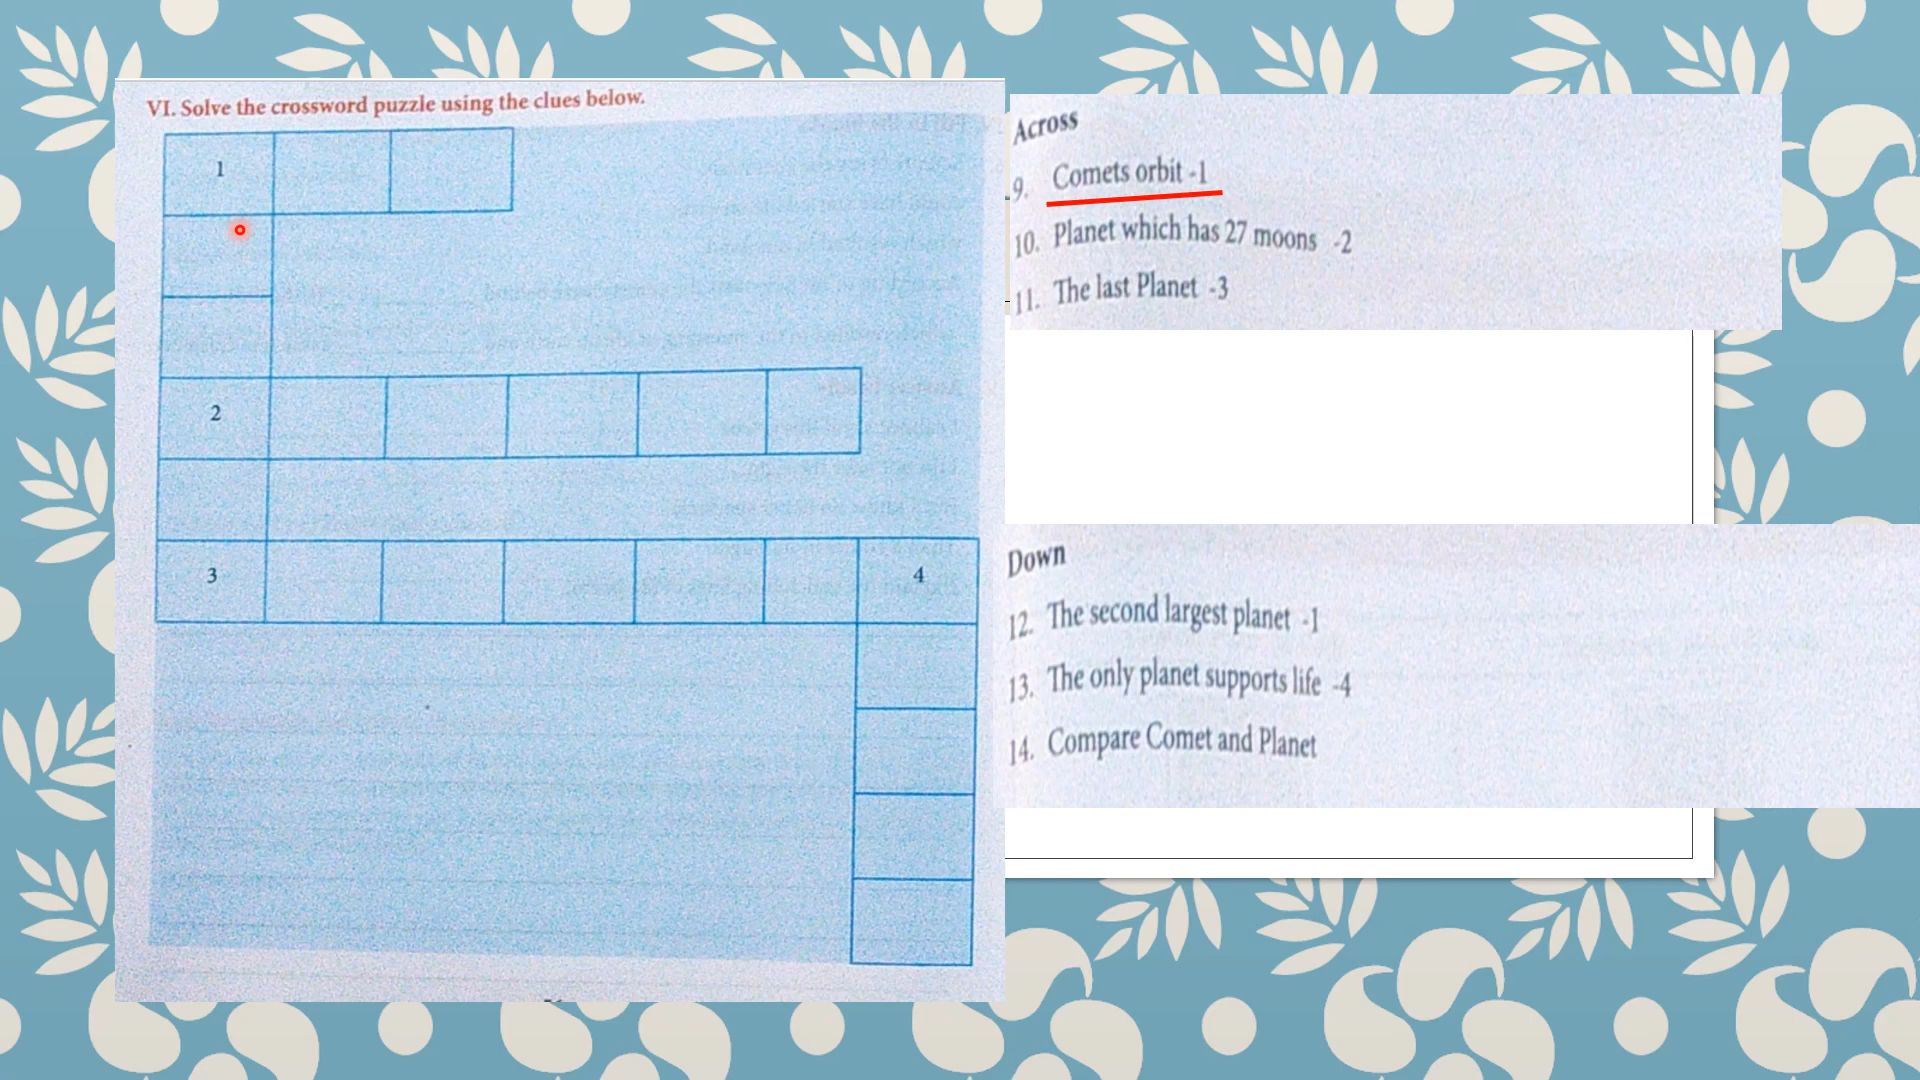 VI. Solve the crossword puzzle using the clues below.
1
2
3
4
Across
9. Comets orbit -1
10. Planet which has 27 moons -2
11. The last Planet -3
Down
12. The second largest planet -1
13. The only planet supports life -4
14. Compare Comet and Planet